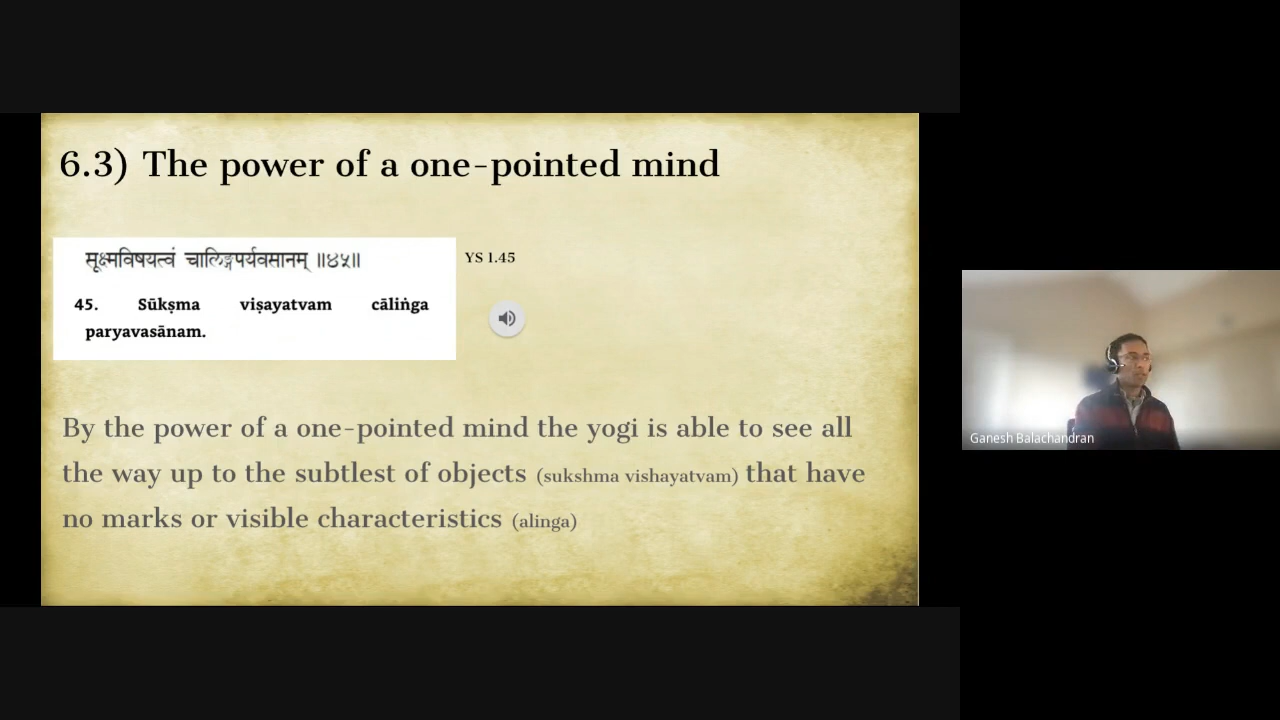 6.3) The power of a one-pointed mind
सूक्ष्मविषयत्वं चालिङ्गपर्यवसानम् ॥४५॥
YS 1.45
45. Sūkṣma viṣayatvam cāliṅga
paryavasānam.
By the power of a one-pointed mind the yogi is able to see all
the way up to the subtlest of objects (sukshma vishayatvam) that have
no marks or visible characteristics (alinga)
Ganesh Balachandran